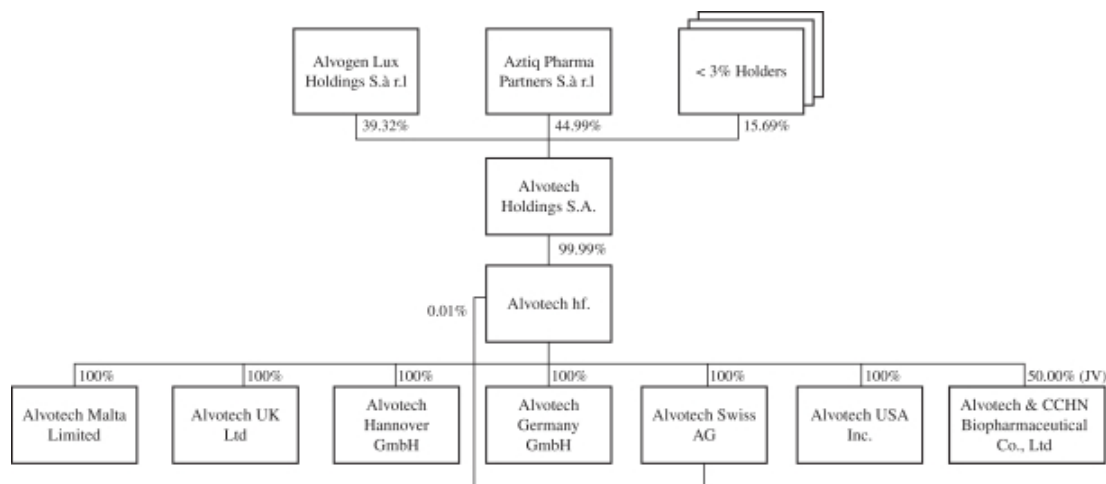 Alvogen Lux
Holdings S.à r.l
Aztiq Pharma
Partners S.à r.l
< 3% Holders
39.32%
44.99%
15.69%
Alvotech
Holdings S.A.
99.99%
Alvotech hf.
0.01%
100%
100%
100%
100%
100%
100%
50.00% (JV)
Alvotech Malta
Limited
Alvotech UK
Ltd
Alvotech
Hannover
GmbH
Alvotech
Germany
GmbH
Alvotech Swiss
AG
Alvotech USA
Inc.
Alvotech & CCHN
Biopharmaceutical
Co., Ltd